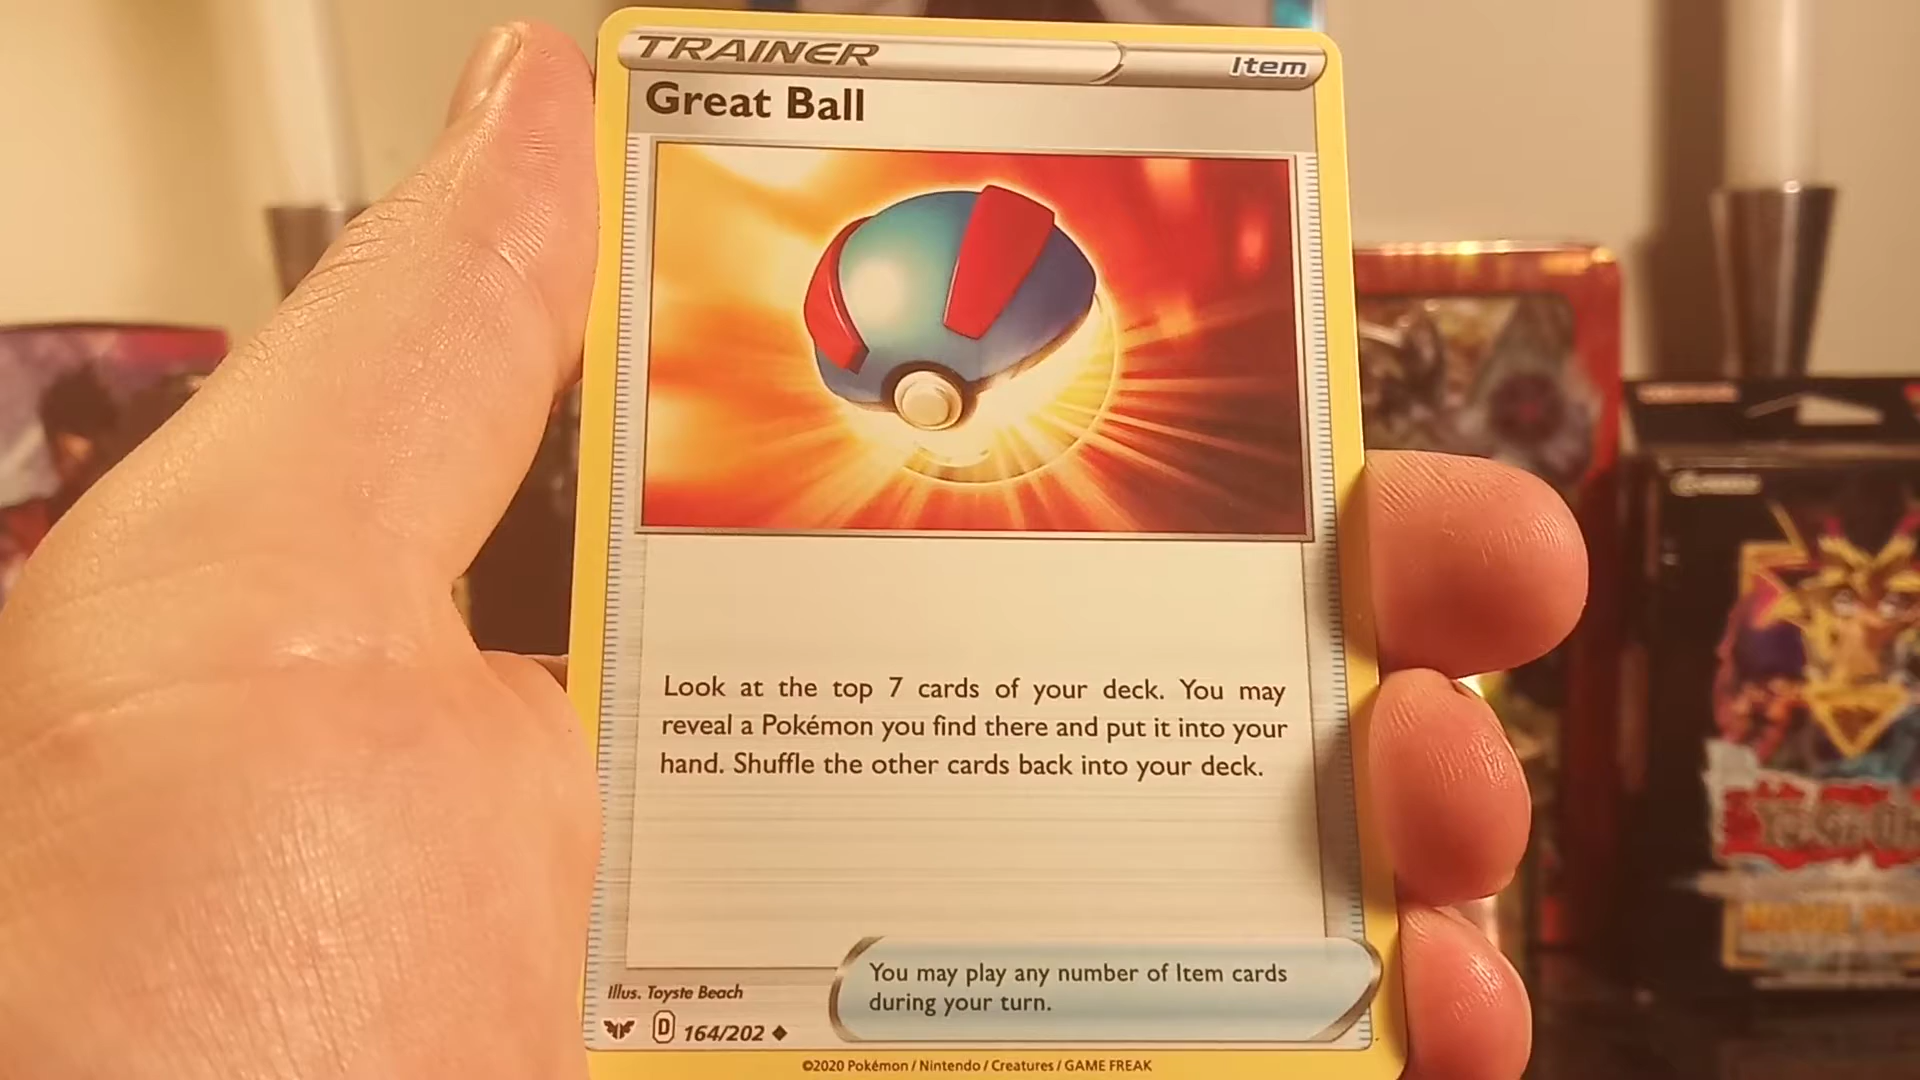 TRAINER
Item
Great Ball
Look at the top 7 cards of your deck. You may
reveal a Pokémon you find there and put it into your
hand. Shuffle the other cards back into your deck.
You may play any number of Item cards
during your turn.
Illus. Toyste Beach
D 164/202
©2020 Pokémon / Nintendo / Creatures / GAME FREAK